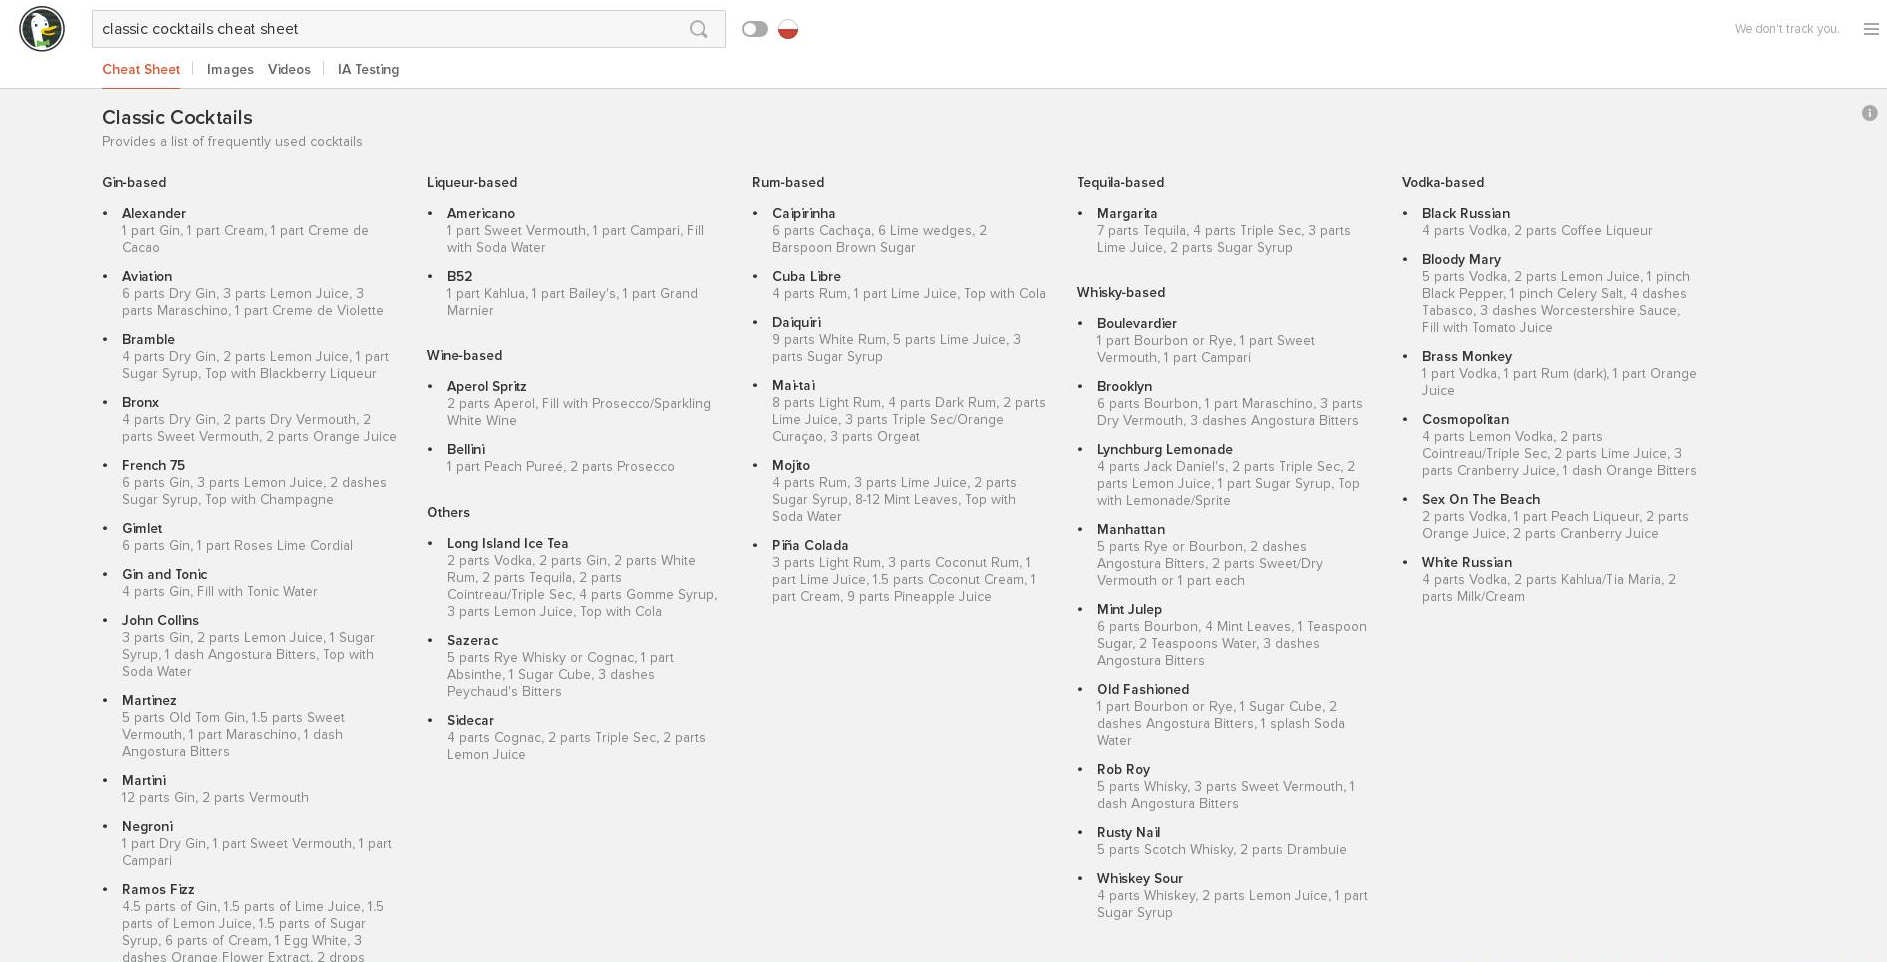 classic cocktails cheat sheet
We don't track you.
Cheat Sheet
Images
Videos
IA Testing
Classic Cocktails
Provides a list of frequently used cocktails
Gin-based
• Alexander
1 part Gin, 1 part Cream, 1 part Creme de
Cacao
• Aviation
6 parts Dry Gin, 3 parts Lemon Juice, 3
parts Maraschino, 1 part Creme de Violette
• Bramble
4 parts Dry Gin, 2 parts Lemon Juice, 1 part
Sugar Syrup, Top with Blackberry Liqueur
• Bronx
4 parts Dry Gin, 2 parts Dry Vermouth, 2
parts Sweet Vermouth, 2 parts Orange Juice
• French 75
6 parts Gin, 3 parts Lemon Juice, 2 dashes
Sugar Syrup, Top with Champagne
• Gimlet
6 parts Gin, 1 part Roses Lime Cordial
• Gin and Tonic
4 parts Gin, Fill with Tonic Water
• John Collins
3 parts Gin, 2 parts Lemon Juice, 1 Sugar
Syrup, 1 dash Angostura Bitters, Top with
Soda Water
• Martinez
5 parts Old Tom Gin, 1.5 parts Sweet
Vermouth, 1 part Maraschino, 1 dash
Angostura Bitters
• Martini
12 parts Gin, 2 parts Vermouth
• Negroni
1 part Dry Gin, 1 part Sweet Vermouth, 1 part
Campari
• Ramos Fizz
4.5 parts of Gin, 1.5 parts of Lime Juice, 1.5
parts of Lemon Juice, 1.5 parts of Sugar
Syrup, 6 parts of Cream, 1 Egg White, 3
dashes Orange Flower Extract, 2 drops
Liqueur-based
• Americano
1 part Sweet Vermouth, 1 part Campari, Fill
with Soda Water
• B52
1 part Kahlua, 1 part Bailey's, 1 part Grand
Marnier
Wine-based
• Aperol Spritz
2 parts Aperol, Fill with Prosecco/Sparkling
White Wine
• Bellini
1 part Peach Pureé, 2 parts Prosecco
Others
• Long Island Ice Tea
2 parts Vodka, 2 parts Gin, 2 parts White
Rum, 2 parts Tequila, 2 parts
Cointreau/Triple Sec, 4 parts Gomme Syrup,
3 parts Lemon Juice, Top with Cola
• Sazerac
5 parts Rye Whisky or Cognac, 1 part
Absinthe, 1 Sugar Cube, 3 dashes
Peychaud's Bitters
• Sidecar
4 parts Cognac, 2 parts Triple Sec, 2 parts
Lemon Juice
Rum-based
• Caipirinha
6 parts Cachaça, 6 Lime wedges, 2
Barspoon Brown Sugar
• Cuba Libre
4 parts Rum, 1 part Lime Juice, Top with Cola
• Daiquiri
9 parts White Rum, 5 parts Lime Juice, 3
parts Sugar Syrup
• Mai-tai
8 parts Light Rum, 4 parts Dark Rum, 2 parts
Lime Juice, 3 parts Triple Sec/Orange
Curaçao, 3 parts Orgeat
• Mojito
4 parts Rum, 3 parts Lime Juice, 2 parts
Sugar Syrup, 8-12 Mint Leaves, Top with
Soda Water
• Piña Colada
3 parts Light Rum, 3 parts Coconut Rum, 1
part Lime Juice, 1.5 parts Coconut Cream, 1
part Cream, 9 parts Pineapple Juice
Tequila-based
• Margarita
7 parts Tequila, 4 parts Triple Sec, 3 parts
Lime Juice, 2 parts Sugar Syrup
Whisky-based
• Boulevardier
1 part Bourbon or Rye, 1 part Sweet
Vermouth, 1 part Campari
• Brooklyn
6 parts Bourbon, 1 part Maraschino, 3 parts
Dry Vermouth, 3 dashes Angostura Bitters
• Lynchburg Lemonade
4 parts Jack Daniel's, 2 parts Triple Sec, 2
parts Lemon Juice, 1 part Sugar Syrup, Top
with Lemonade/Sprite
• Manhattan
5 parts Rye or Bourbon, 2 dashes
Angostura Bitters, 2 parts Sweet/Dry
Vermouth or 1 part each
• Mint Julep
6 parts Bourbon, 4 Mint Leaves, 1 Teaspoon
Sugar, 2 Teaspoons Water, 3 dashes
Angostura Bitters
• Old Fashioned
1 part Bourbon or Rye, 1 Sugar Cube, 2
dashes Angostura Bitters, 1 splash Soda
Water
• Rob Roy
5 parts Whisky, 3 parts Sweet Vermouth, 1
dash Angostura Bitters
• Rusty Nail
5 parts Scotch Whisky, 2 parts Drambuie
• Whiskey Sour
4 parts Whiskey, 2 parts Lemon Juice, 1 part
Sugar Syrup
Vodka-based
• Black Russian
4 parts Vodka, 2 parts Coffee Liqueur
• Bloody Mary
5 parts Vodka, 2 parts Lemon Juice, 1 pinch
Black Pepper, 1 pinch Celery Salt, 4 dashes
Tabasco, 3 dashes Worcestershire Sauce,
Fill with Tomato Juice
• Brass Monkey
1 part Vodka, 1 part Rum (dark), 1 part Orange
Juice
• Cosmopolitan
4 parts Lemon Vodka, 2 parts
Cointreau/Triple Sec, 2 parts Lime Juice, 3
parts Cranberry Juice, 1 dash Orange Bitters
• Sex On The Beach
2 parts Vodka, 1 part Peach Liqueur, 2 parts
Orange Juice, 2 parts Cranberry Juice
• White Russian
4 parts Vodka, 2 parts Kahlua/Tia Maria, 2
parts Milk/Cream